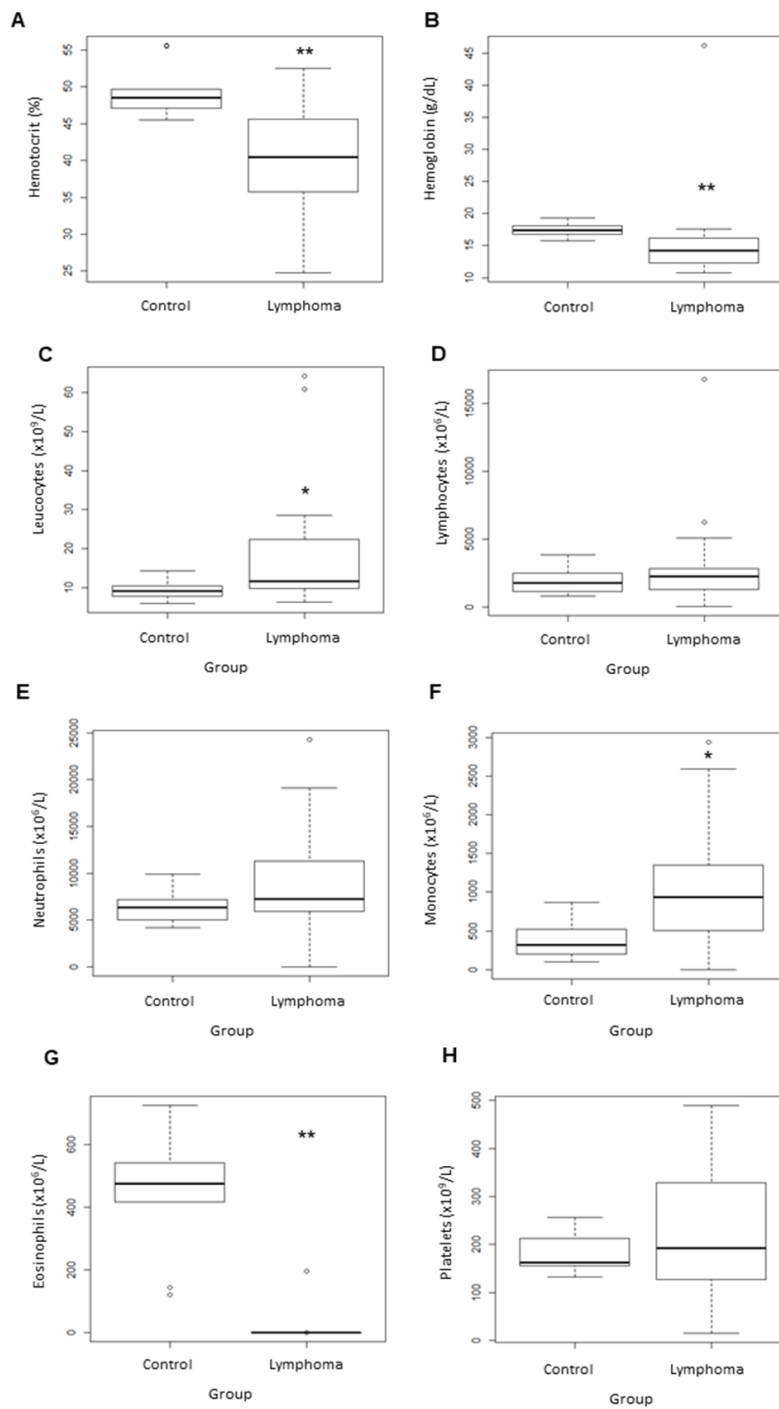 A
Hemotocrit (%)
55
50
45
40
35
30
25
**
Control Lymphoma
B
Hemoglobin (g/dL)
45
40
35
30
25
20
15
10
**
Control Lymphoma
C
Leucocytes (x10⁹/L)
60
50
40
30
20
10
*
Control Lymphoma
Group
D
Lymphocytes (x10⁶/L)
15000
10000
5000
0
Control Lymphoma
E
Neutrophils (x10⁶/L)
25000
20000
15000
10000
5000
0
Control Lymphoma
Group
F
Monocytes (x10⁶/L)
3000
2500
2000
1500
1000
500
0
*
Control Lymphoma
Group
G
Eosinophils (x10⁶/L)
600
400
200
0
**
Control Lymphoma
Group
H
Platelets (x10⁹/L)
500
400
300
200
100
0
Control Lymphoma
Group